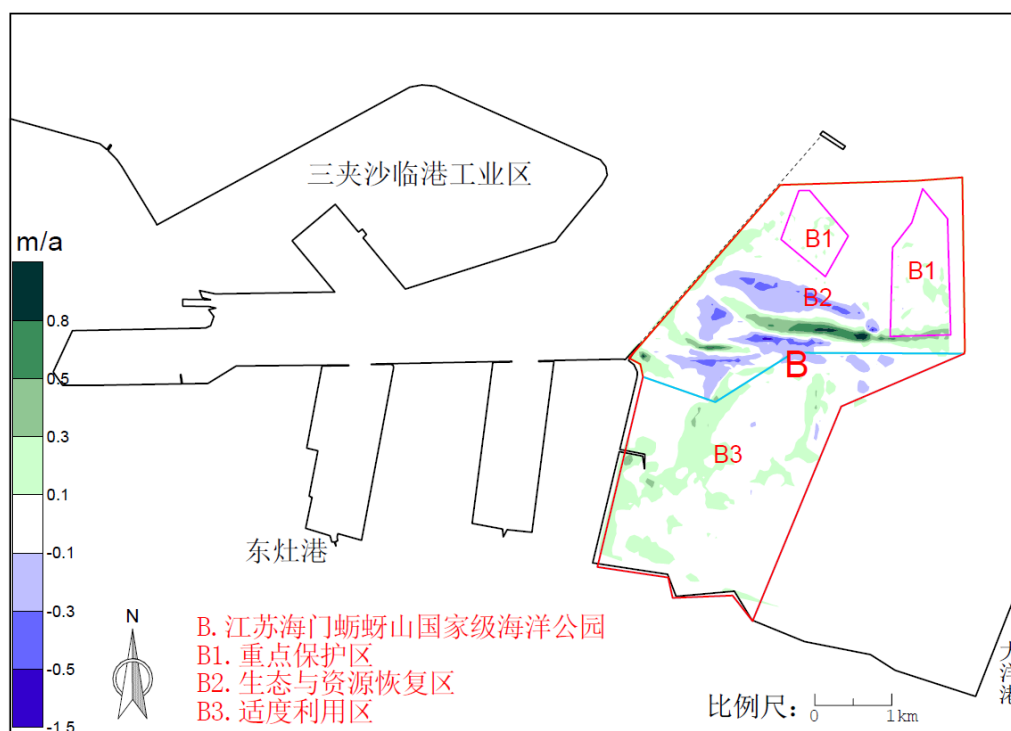 三夹沙临港工业区
m/a
B1
B1
B2
0.8
0.5
B
0.3
B3
0.1
-0.1
东灶港
-0.3
N
B. 江苏海门蛎蚜山国家级海洋公园
-0.5
B1. 重点保护区
大洋港
B2. 生态与资源恢复区
B3. 适度利用区
比例尺: 0 1km
-1.5